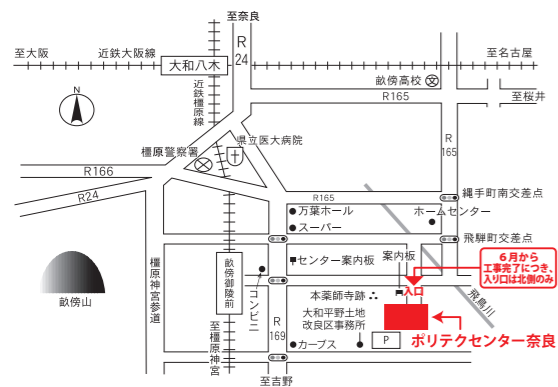 至奈良
R
24
至大阪
近鉄大阪線
大和八木
至名古屋
近鉄橿原線
畝傍高校
文
R165
至桜井
N
県立医大病院
橿原警察署
R
165
R166
R24
R165
縄手町南交差点
万葉ホール
ホームセンター
スーパー
飛騨町交差点
センター案内板
案内板
6月から
工事完了につき、
入り口は北側のみ
畝傍御陵前
コンビニ
橿原神宮参道
畝傍山
入口
本薬師寺跡
飛鳥川
大和平野土地
改良区事務所
R
169
P
ポリテクセンター奈良
カーブス
至橿原神宮
至吉野